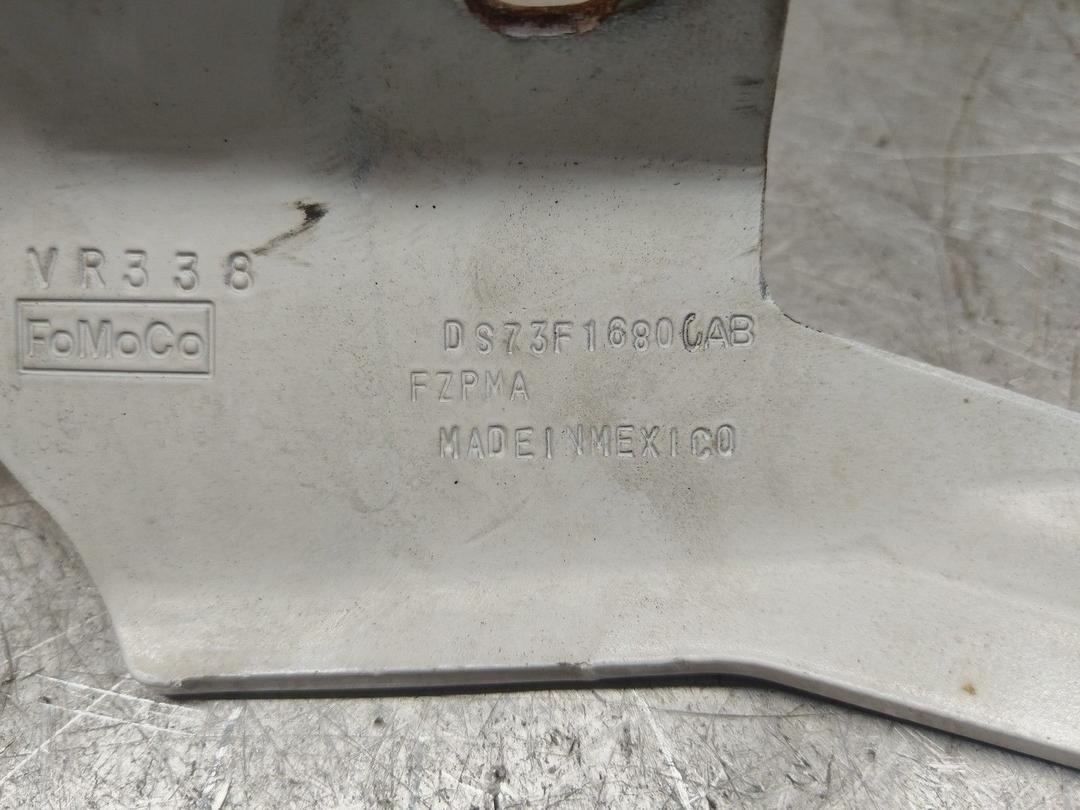 VR338
FoMoCo
DS73F16800AB
FZPMA
MADEINMEXICO